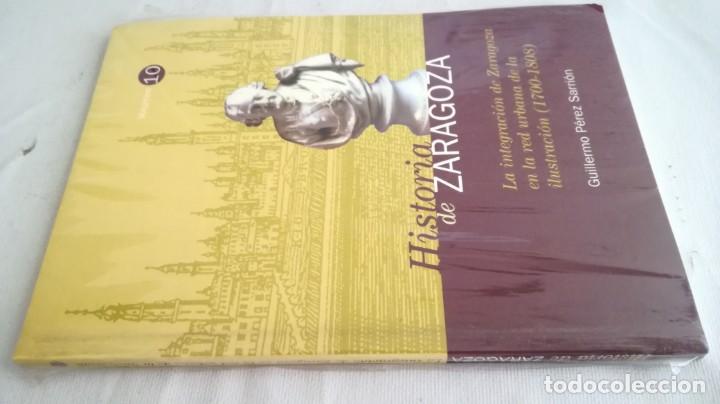 10
Historia
de ZARAGOZA
La integración de Zaragoza
en la red urbana de la
ilustración (1700-1808)
Guillermo Pérez Sarrión
Historia de ZARAGOZA
todocoleccion.net